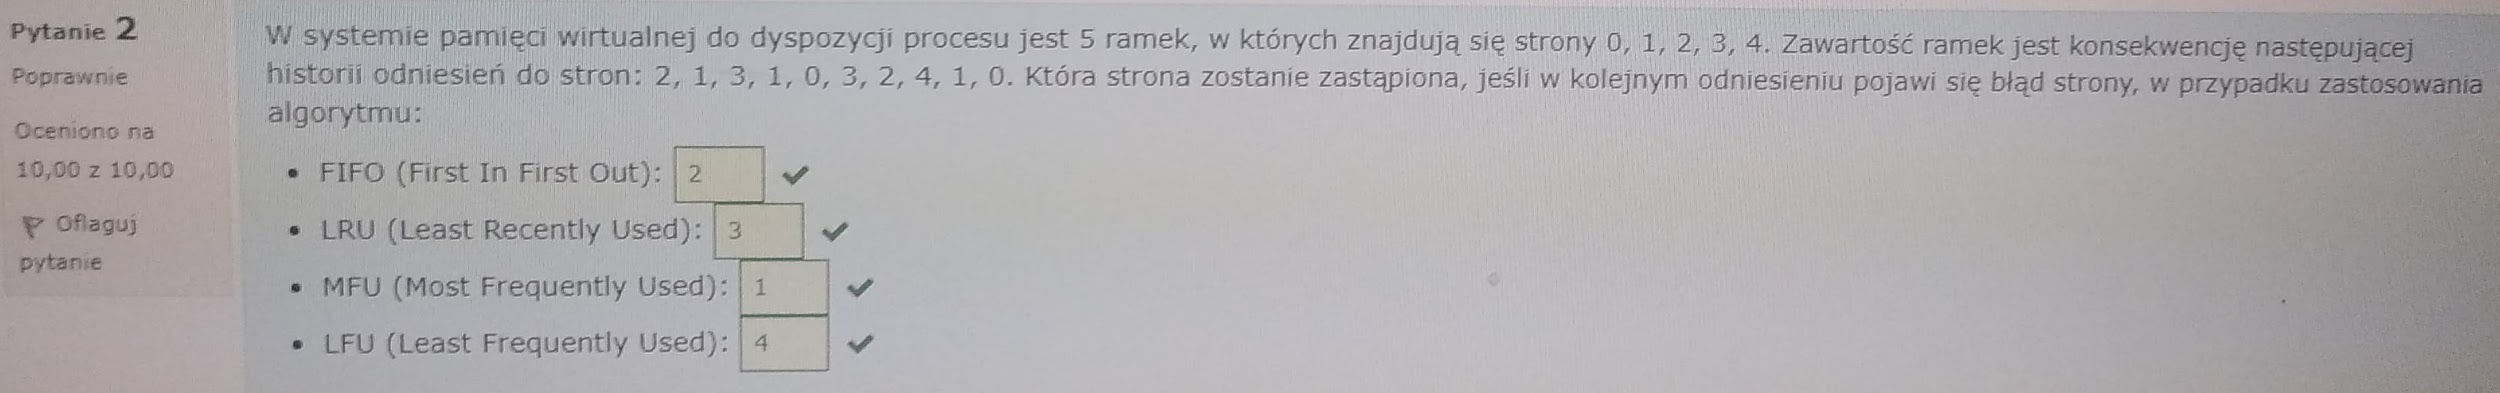 Pytanie 2
Poprawnie
Oceniono na
10,00 z 10,00
Oflaguj
pytanie
W systemie pamięci wirtualnej do dyspozycji procesu jest 5 ramek, w których znajdują się strony 0, 1, 2, 3, 4. Zawartość ramek jest konsekwencję następującej
historii odniesień do stron: 2, 1, 3, 1, 0, 3, 2, 4, 1, 0. Która strona zostanie zastąpiona, jeśli w kolejnym odniesieniu pojawi się błąd strony, w przypadku zastosowania
algorytmu:
• FIFO (First In First Out): 2
• LRU (Least Recently Used): 3
• MFU (Most Frequently Used): 1
• LFU (Least Frequently Used): 4